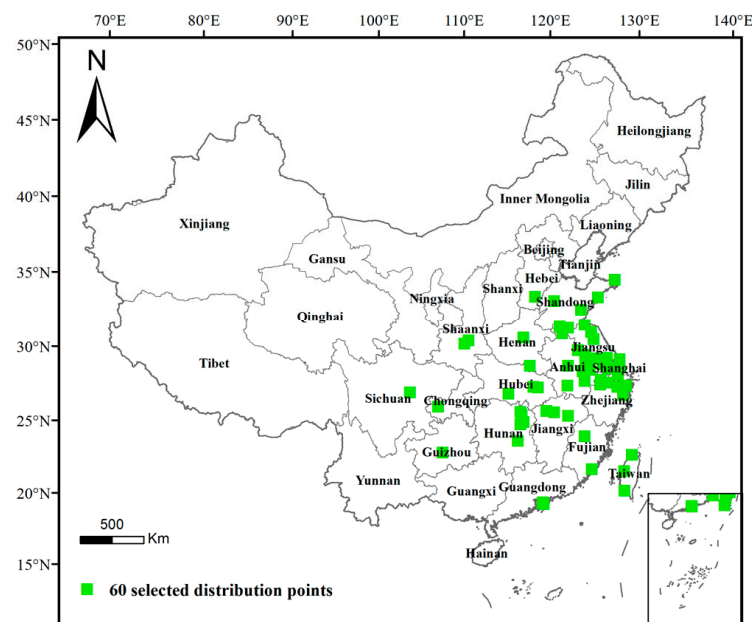 70°E 80°E 90°E 100°E 110°E 120°E 130°E 140°E
50°N
N
45°N
Heilongjiang
Jilin
40°N
Inner Mongolia
Xinjiang
Liaoning
Beijing
Gansu
Tianjin
35°N
Hebei
Shanxi
Ningxia
Shandong
Qinghai
Shaanxi
Henan
30°N
Jiangsu
Tibet
Anhui Shanghai
Hubei
Sichuan Chongqing
Zhejiang
25°N
Hunan Jiangxi
Fujian
Guizhou
Taiwan
Yunnan
Guangxi Guangdong
20°N
500
Km
Hainan
15°N
60 selected distribution points